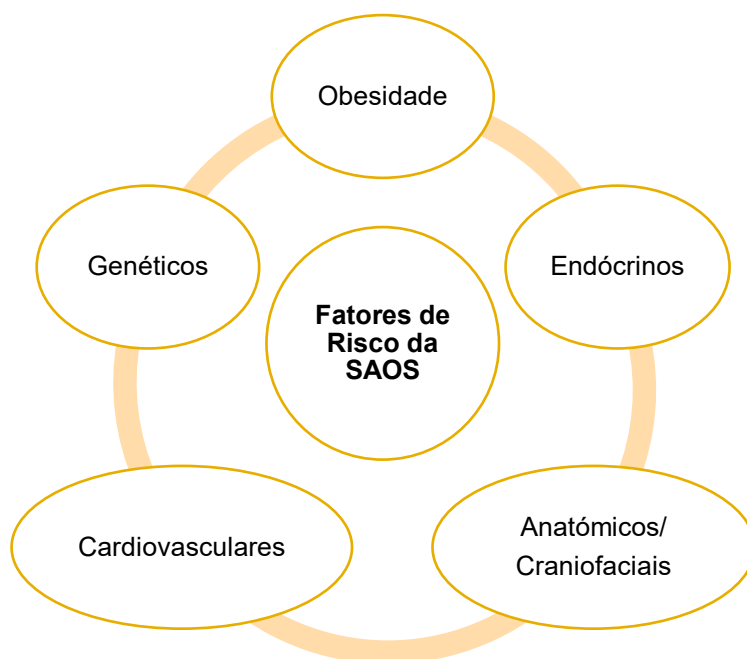 Obesidade
Genéticos
Endócrinos
Fatores de
Risco da
SAOS
Cardiovasculares
Anatómicos/
Craniofaciais